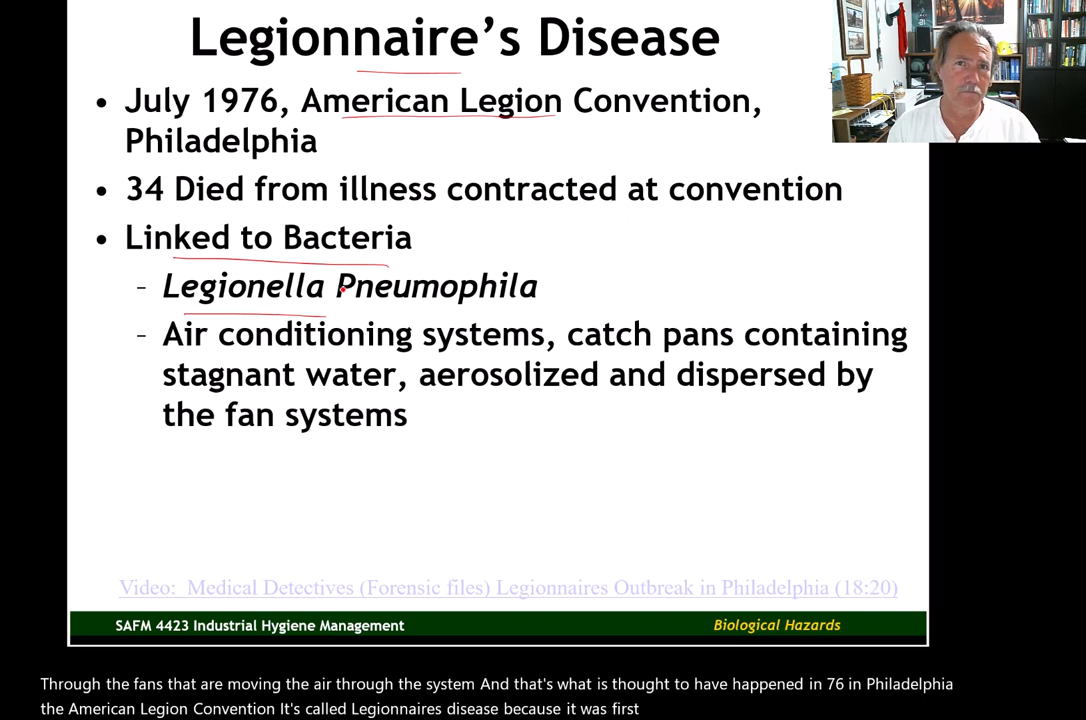 Legionnaire's Disease
• July 1976, American Legion Convention,
Philadelphia
• 34 Died from illness contracted at convention
• Linked to Bacteria
– Legionella Pneumophila
– Air conditioning systems, catch pans containing
stagnant water, aerosolized and dispersed by
the fan systems
Video: Medical Detectives (Forensic files) Legionnaires Outbreak in Philadelphia (18:20)
SAFM 4423 Industrial Hygiene Management
Biological Hazards
Through the fans that are moving the air through the system And that's what is thought to have happened in 76 in Philadelphia
the American Legion Convention It's called Legionnaires disease because it was first